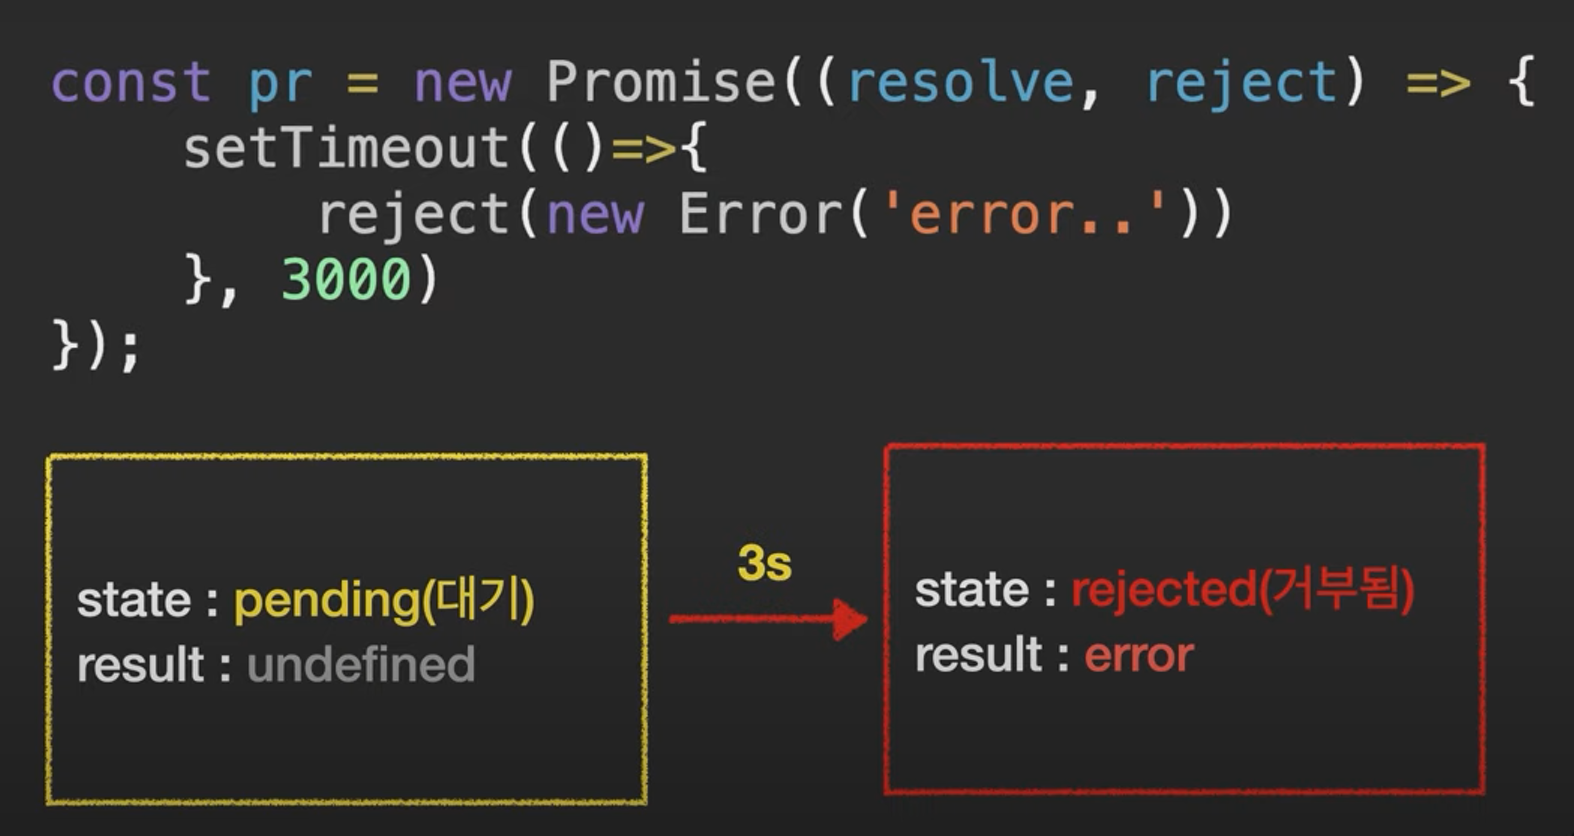 const pr = new Promise((resolve, reject) => {
    setTimeout(()=>{
        reject(new Error('error..'))
    }, 3000)
});
state : pending(대기)
result : undefined
3s
state : rejected(거부됨)
result : error